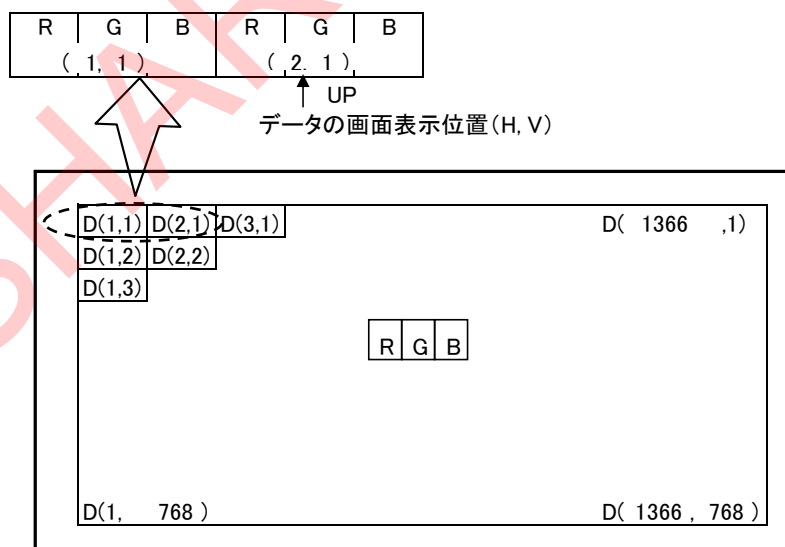 R G B R G B
( 1, 1 ) ( 2. 1 )
UP
データの画面表示位置(H, V)
D(1,1) D(2,1) D(3,1) D( 1366 ,1)
D(1,2) D(2,2)
D(1,3)
R G B
D(1, 768 ) D( 1366 , 768 )
SHAR